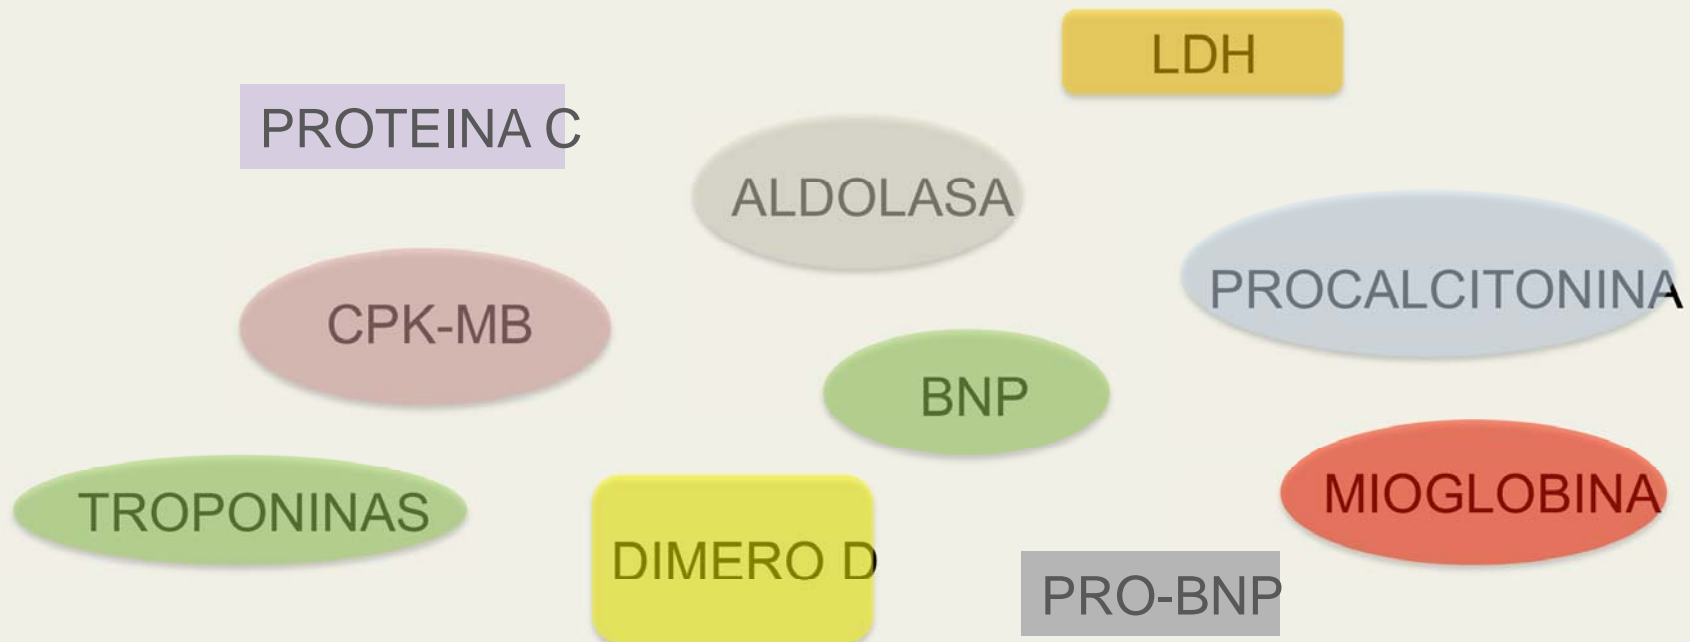 LDH
PROTEINA C
ALDOLASA
PROCALCITONINA
CPK-MB
BNP
TROPONINAS
MIOGLOBINA
DIMERO D
PRO-BNP